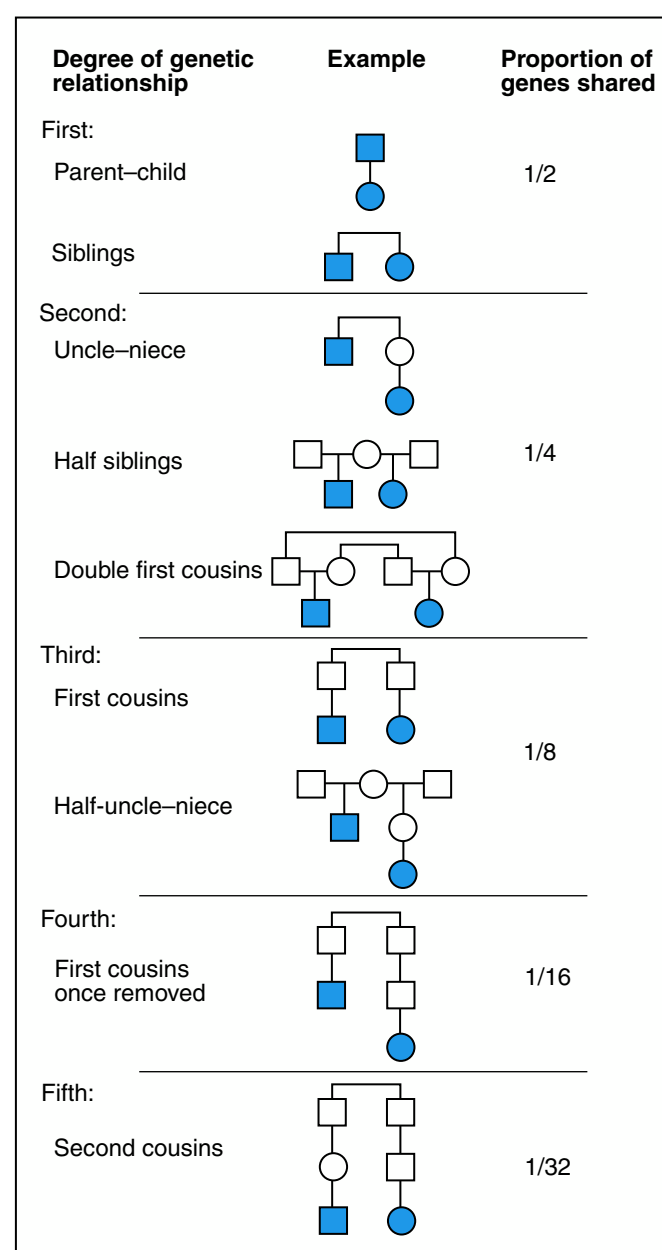 Degree of genetic relationship
Example
Proportion of genes shared
First:
Parent–child
1/2
Siblings
Second:
Uncle–niece
Half siblings
1/4
Double first cousins
Third:
First cousins
1/8
Half-uncle–niece
Fourth:
First cousins
once removed
1/16
Fifth:
Second cousins
1/32